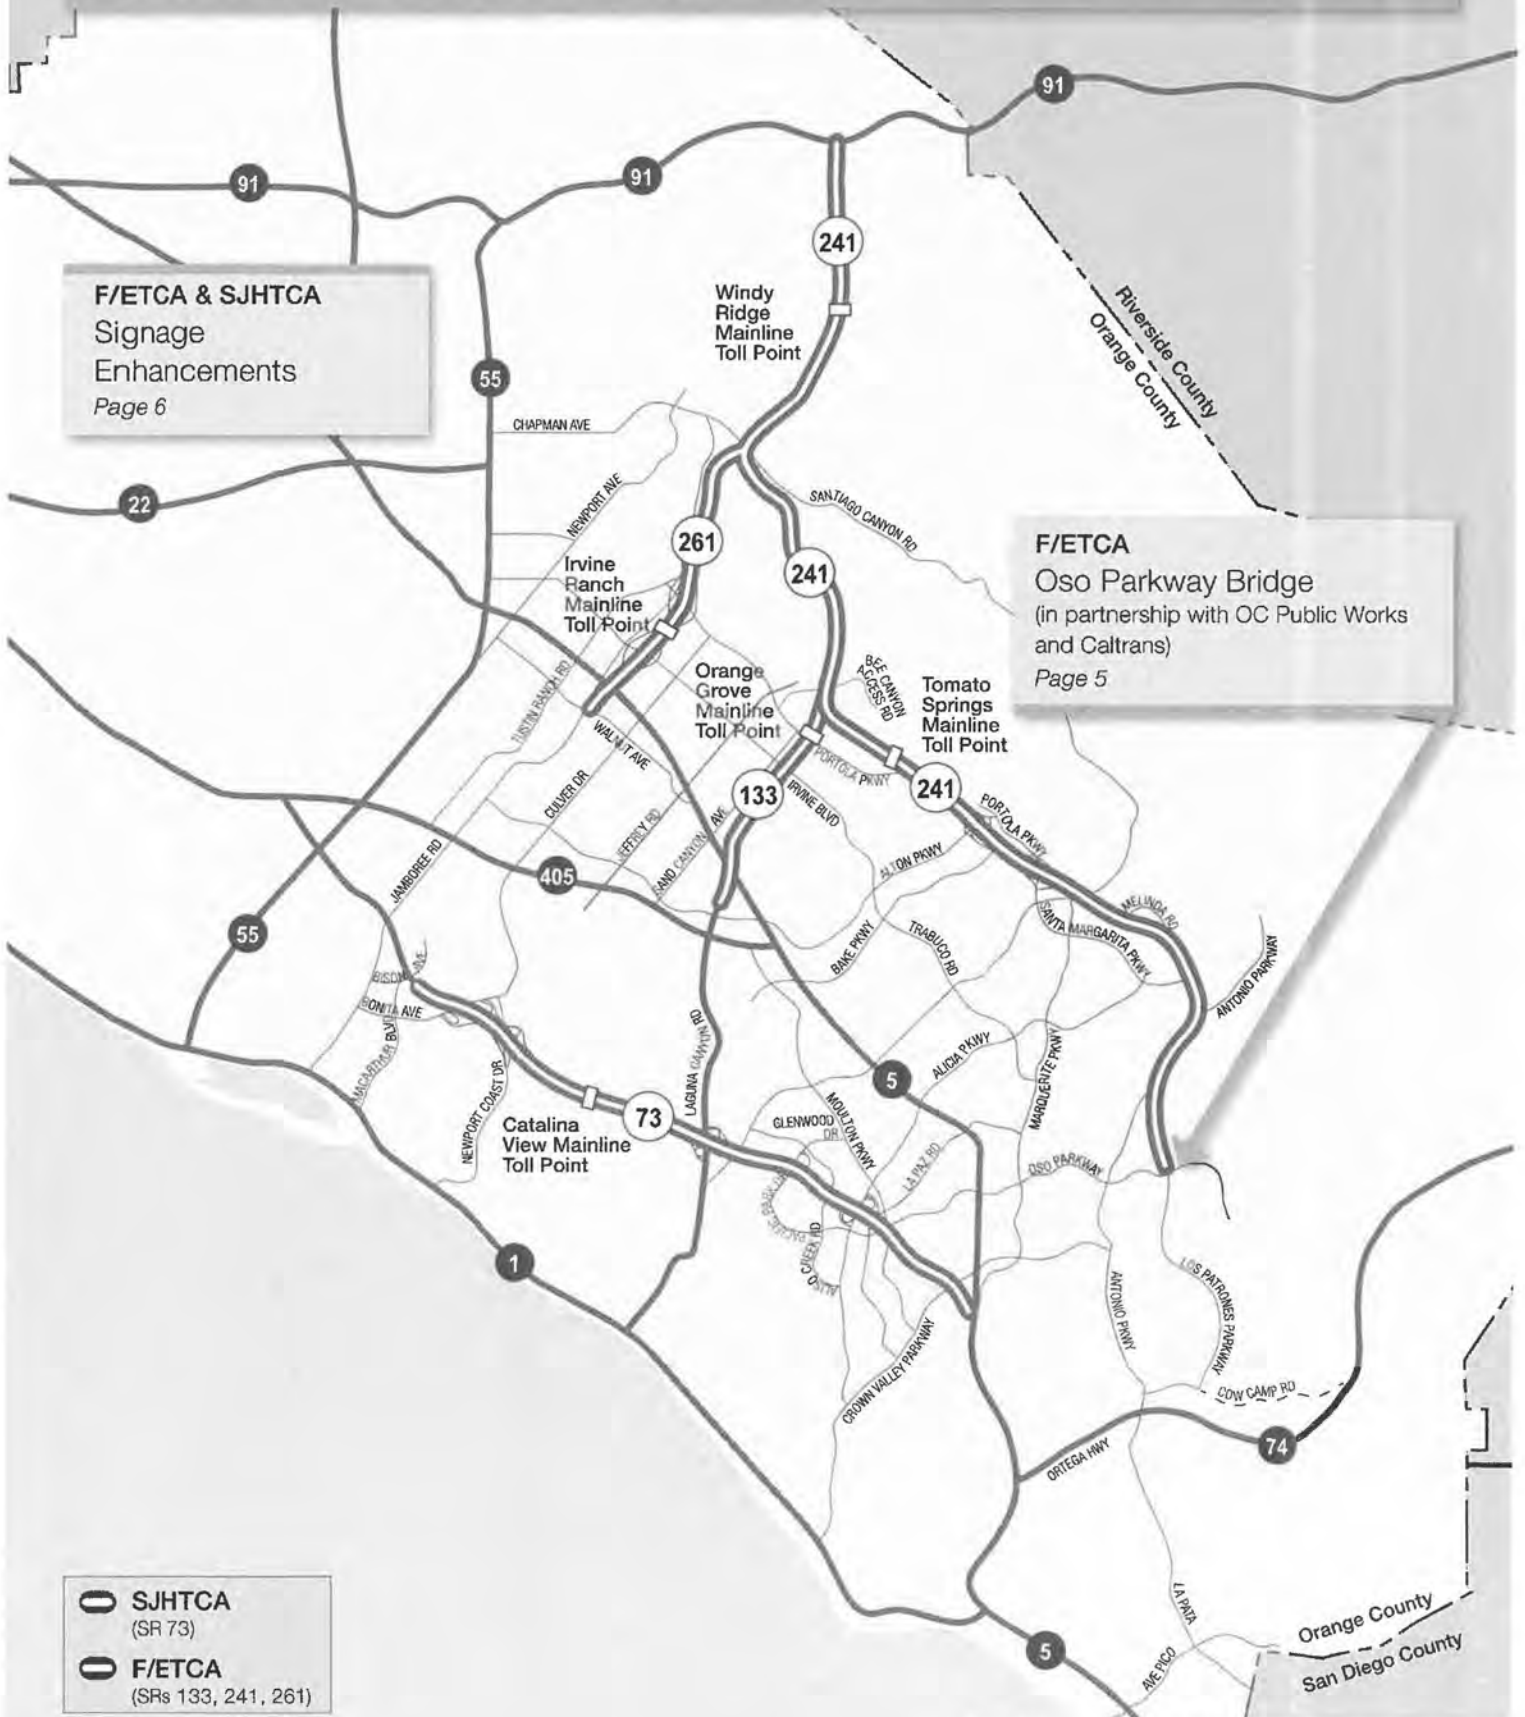 91
91
91
241
Windy
Ridge
Mainline
Toll Point
F/ETCA & SJHTCA
Signage
Enhancements
Page 6
Riverside County
Orange County
55
CHAPMAN AVE
22
NEWPORT AVE
SANTIAGO CANYON RD
261
241
Irvine
Ranch
Mainline
Toll Point
F/ETCA
Oso Parkway Bridge
(in partnership with OC Public Works
and Caltrans)
Page 5
Orange
Grove
Mainline
Toll Point
BEE CANYON
ACCESS RD
Tomato
Springs
Mainline
Toll Point
TUSTIN RANCH RD
WALNUT AVE
PORTOLA PKWY
133
241
IRVINE BLVD
PORTOLA PKWY
CULVER DR
JEFFREY RD
SAND CANYON AVE
ALTON PKWY
JAMBOREE RD
405
55
BAKE PKWY
TRABUCO RD
SANTA MARGARITA PKWY
MELINDA RD
ANTONIO PARKWAY
BISON AVE
BONITA AVE
MACARTHUR BLVD
NEWPORT COAST DR
LAGUNA CANYON RD
5
ALICIA PKWY
MARGUERITE PKWY
Catalina
View Mainline
Toll Point
73
GLENWOOD
DR
MOULTON PKWY
LA PAZ RD
OSO PARKWAY
PACIFIC PARK DR
ALISO CREEK RD
1
CROWN VALLEY PARKWAY
ANTONIO PKWY
LOS PATRONES PARKWAY
COW CAMP RD
74
ORTEGA HWY
LA PATA
AVE PICO
5
Orange County
San Diego County
SJHTCA
(SR 73)
F/ETCA
(SRs 133, 241, 261)